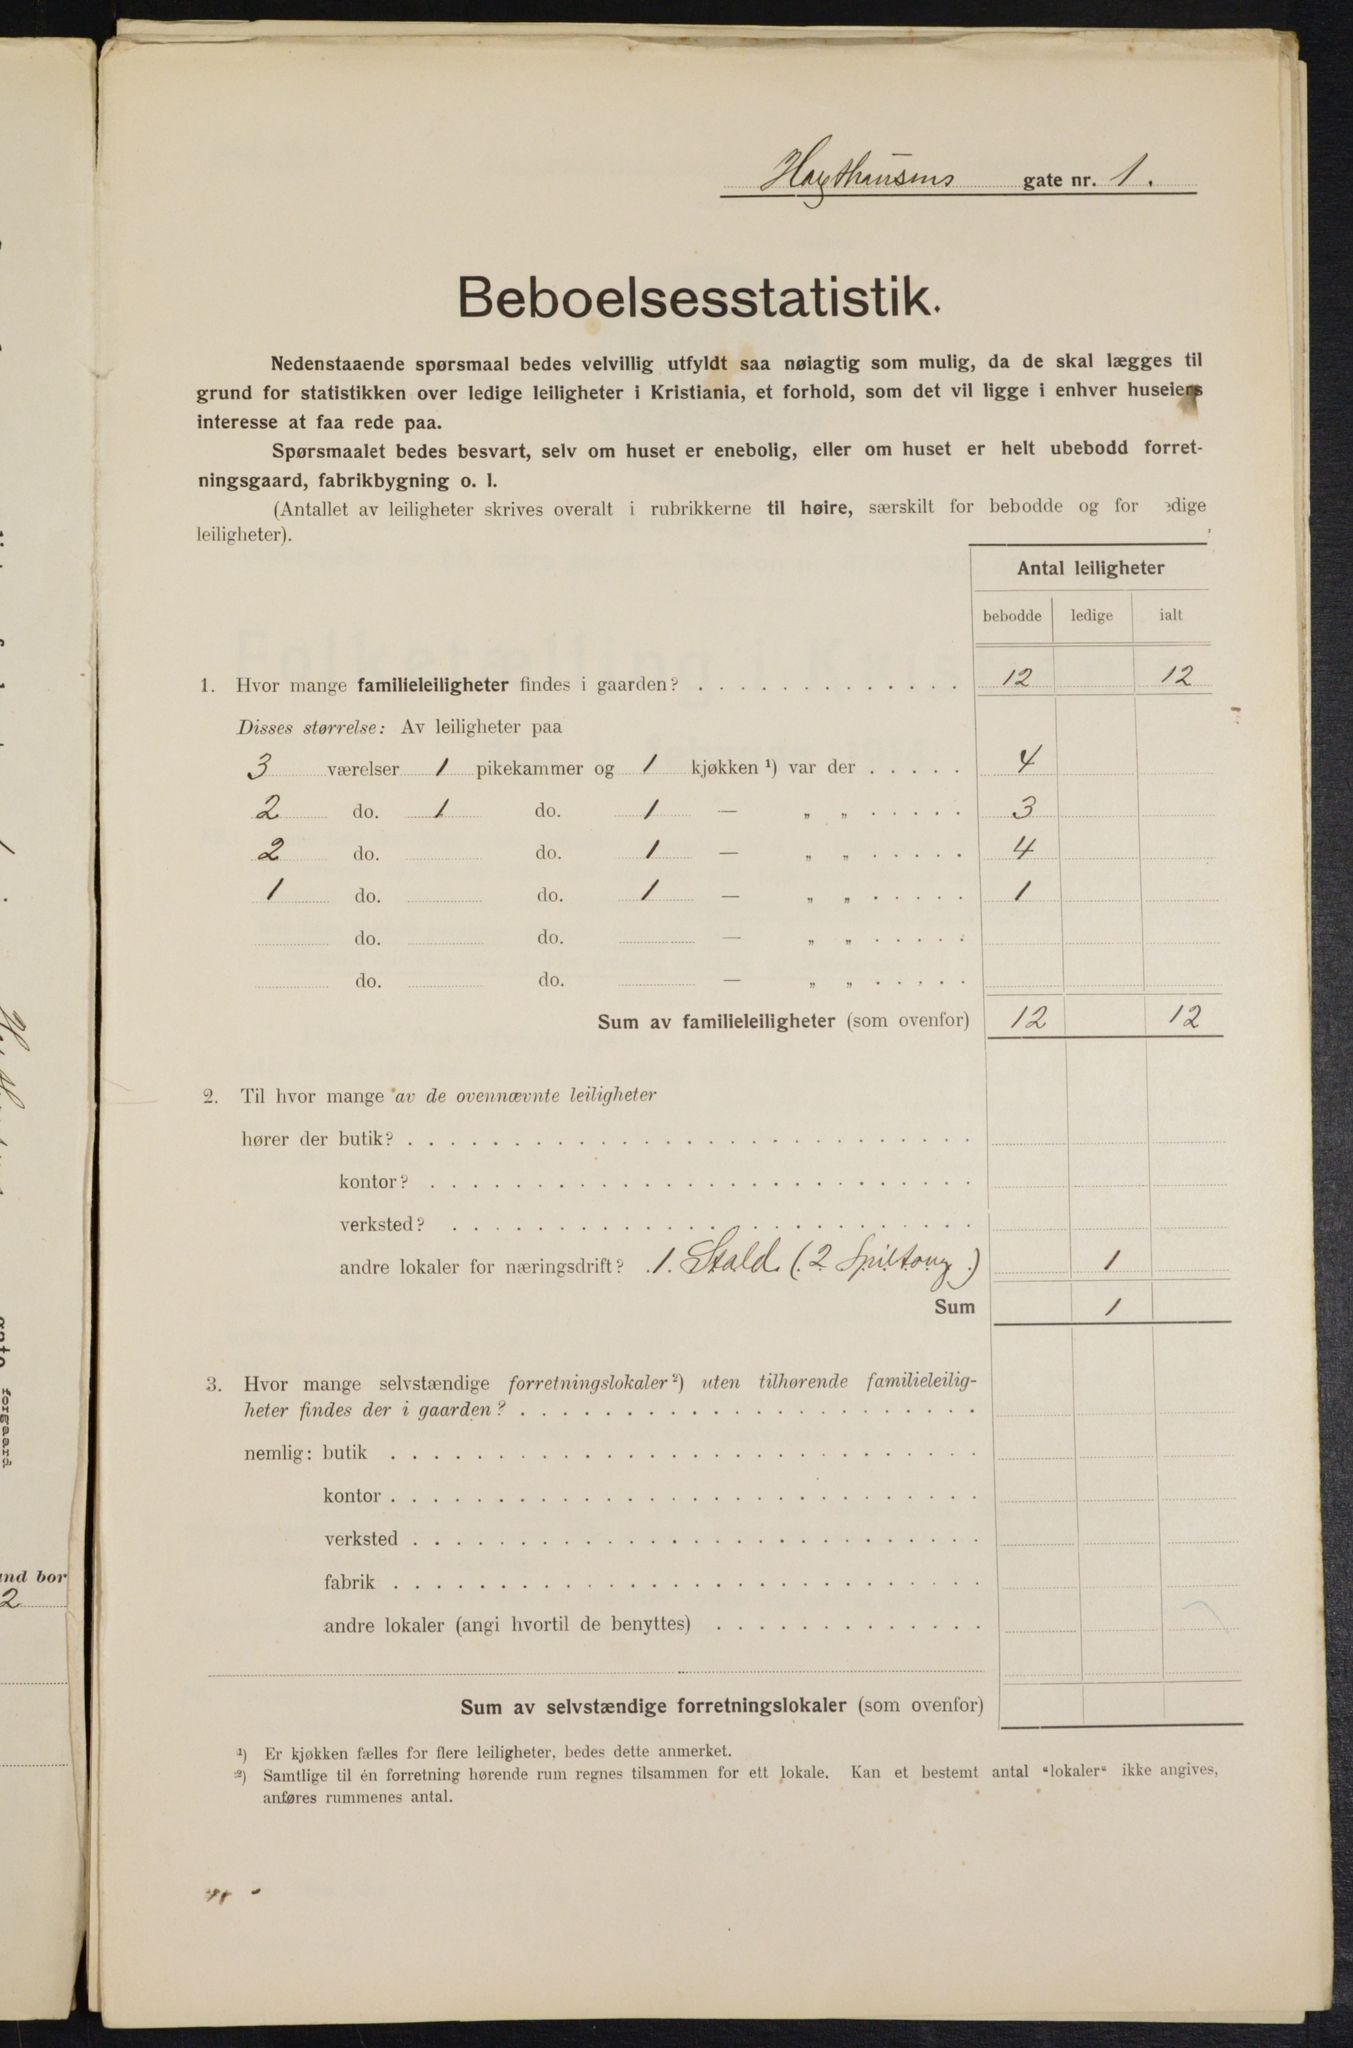 Haxthausens gate nr. 1.
Beboelsesstatistik.
Nedenstaaende spørsmaal bedes velvillig utfyldt saa nøiagtig som mulig, da de skal lægges til
grund for statistikken over ledige leiligheter i Kristiania, et forhold, som det vil ligge i enhver huseiers
interesse at faa rede paa.
Spørsmaalet bedes besvart, selv om huset er enebolig, eller om huset er helt ubebodd forret-
ningsgaard, fabrikbygning o. l.
(Antallet av leiligheter skrives overalt i rubrikkerne til høire, særskilt for bebodde og for edige
leiligheter).
Antal leiligheter
bebodde ledige ialt
1. Hvor mange familieleiligheter findes i gaarden? . . . . . . . . . . . . . 12 12
Disses størrelse: Av leiligheter paa
3 værelser 1 pikekammer og 1 kjøkken ¹) var der . . . . . 4
2 do. 1 do. 1 — „ „ . . . . . 3
2 do. do. 1 — „ „ . . . . . 4
1 do. do. 1 — „ „ . . . . . 1
do. do. — „ „ . . . . .
do. do. — „ „ . . . . .
Sum av familieleiligheter (som ovenfor) 12 12
2. Til hvor mange av de ovennævnte leiligheter
hører der butik? . . . . . . . . . . . . . . . . . . . . .
kontor? . . . . . . . . . . . . . . . . . . . . .
verksted? . . . . . . . . . . . . . . . . . . . .
andre lokaler for næringsdrift? 1. Stald. (2 Spiltoug.) 1
Sum 1
3. Hvor mange selvstændige forretningslokaler ²) uten tilhørende familieleilig-
heter findes der i gaarden? . . . . . . . . . . . . . . . . . .
nemlig: butik . . . . . . . . . . . . . . . . . . . . . .
kontor . . . . . . . . . . . . . . . . . . . . . .
verksted . . . . . . . . . . . . . . . . . . . . .
fabrik . . . . . . . . . . . . . . . . . . . . . .
andre lokaler (angi hvortil de benyttes) . . . . . . . . . . . . .
Sum av selvstændige forretningslokaler (som ovenfor)
¹) Er kjøkken fælles for flere leiligheter, bedes dette anmerket.
²) Samtlige til én forretning hørende rum regnes tilsammen for ett lokale. Kan et bestemt antal “lokaler“ ikke angives,
anføres rummenes antal.
forgaard
nd bor
2